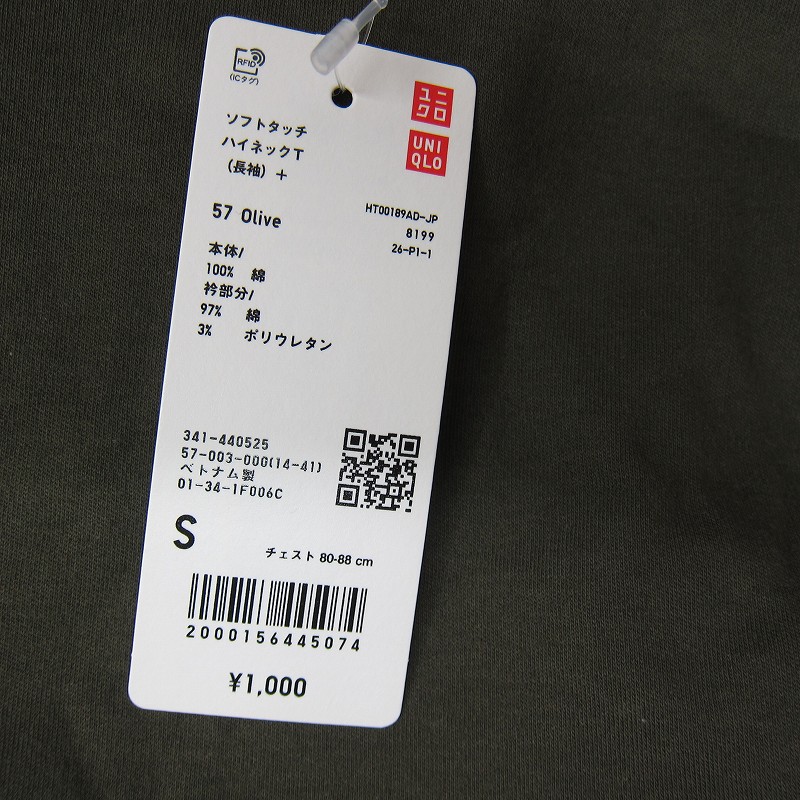 RFID
(ICタグ)
ユニ
クロ
UNI
QLO
ソフトタッチ
ハイネックT
(長袖) +
57 Olive
HT00189AD-JP
8199
26-P1-1
本体/
100% 綿
衿部分/
97% 綿
3% ポリウレタン
341-440525
57-003-000(14-41)
ベトナム製
01-34-1F006C
S
チェスト 80-88 cm
2000156445074
¥1,000